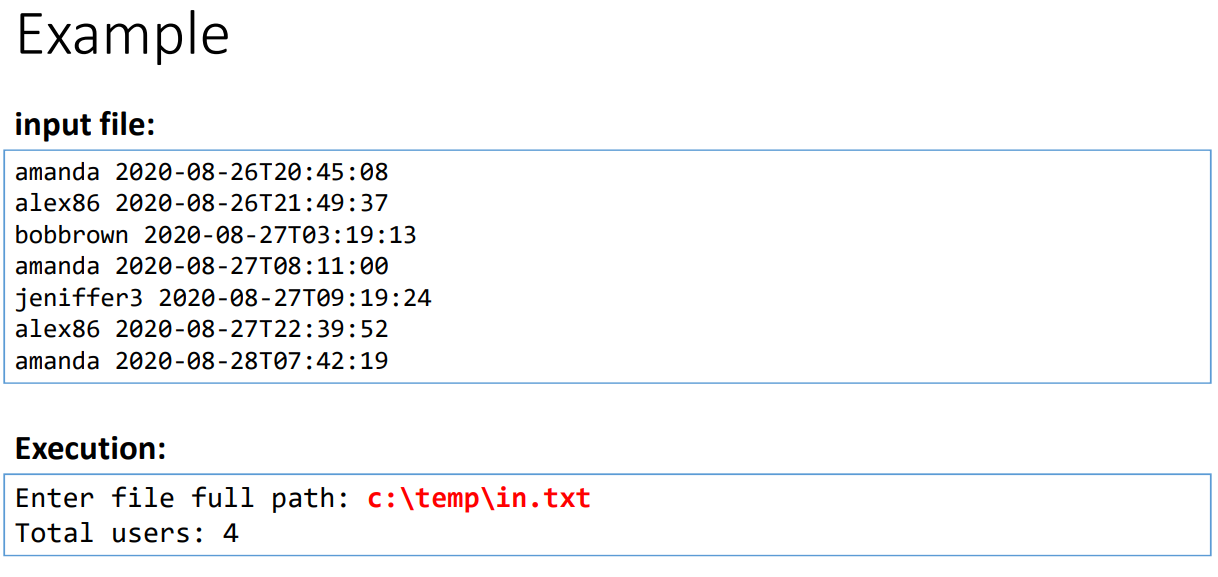 Example
input file:
amanda 2020-08-26T20:45:08
alex86 2020-08-26T21:49:37
bobbrown 2020-08-27T03:19:13
amanda 2020-08-27T08:11:00
jeniffer3 2020-08-27T09:19:24
alex86 2020-08-27T22:39:52
amanda 2020-08-28T07:42:19
Execution:
Enter file full path: c:\temp\in.txt
Total users: 4